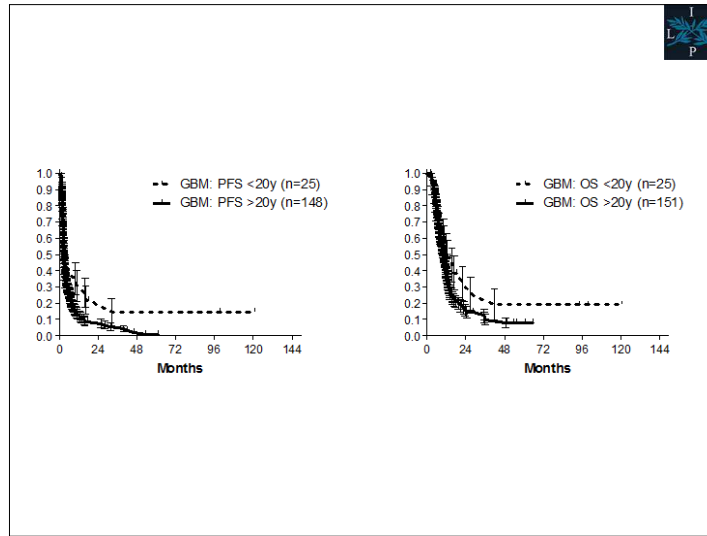 I
L
P
1.0
0.9
0.8
0.7
0.6
0.5
0.4
0.3
0.2
0.1
0.0
0 24 48 72 96 120 144
Months
GBM: PFS <20y (n=25)
GBM: PFS >20y (n=148)
1.0
0.9
0.8
0.7
0.6
0.5
0.4
0.3
0.2
0.1
0.0
0 24 48 72 96 120 144
Months
GBM: OS <20y (n=25)
GBM: OS >20y (n=151)